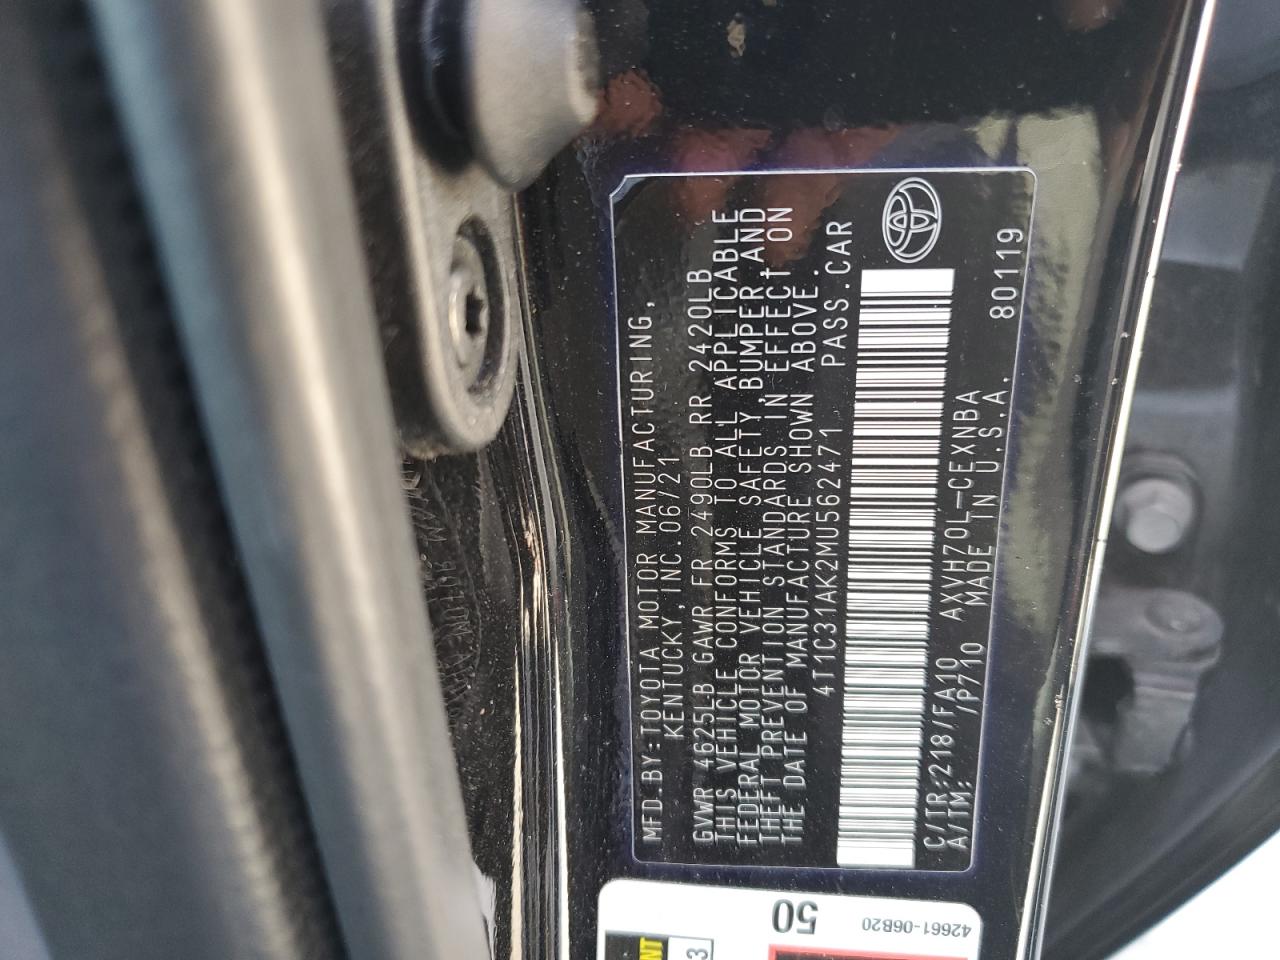 MFD.BY:TOYOTA MOTOR MANUFACTURING,
KENTUCKY,INC. 06/21
GVWR 4625LB GAWR FR 2490LB RR 2420LB
THIS VEHICLE CONFORMS TO ALL APPLICABLE
FEDERAL MOTOR VEHICLE SAFETY,BUMPER,AND
THEFT PREVENTION STANDARDS IN EFFECT ON
THE DATE OF MANUFACTURE SHOWN ABOVE.
4T1C31AK2MU562471 PASS.CAR
C/TR:218/FA10 AXVH70L-CEXNBA
A/TM: /P710 MADE IN U.S.A. 80119
50
42661-06B20
3